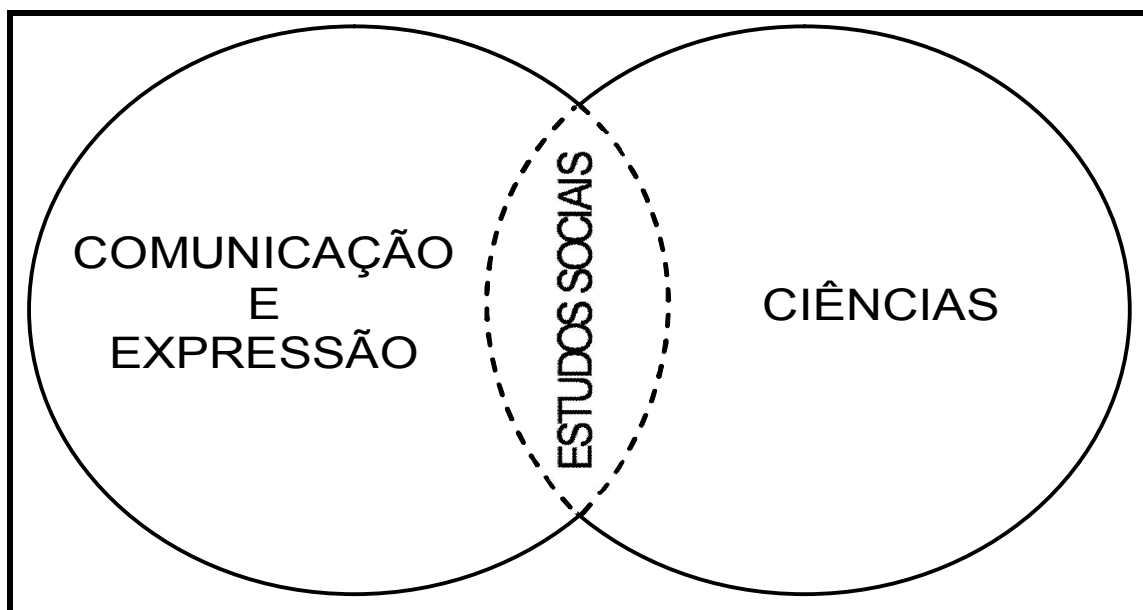 COMUNICAÇÃO
E
EXPRESSÃO
ESTUDOS SOCIAIS
CIÊNCIAS